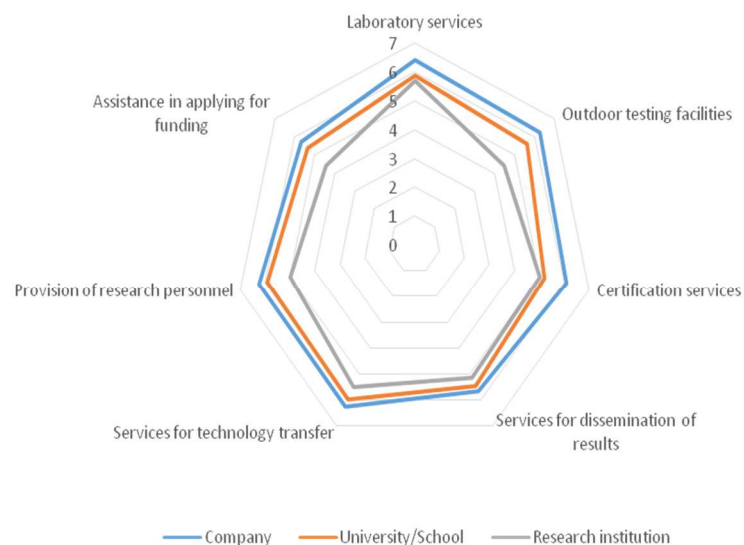 Laboratory services
7
6
5
4
3
2
1
0
Outdoor testing facilities
Certification services
Services for dissemination of
results
Services for technology transfer
Provision of research personnel
Assistance in applying for
funding
Company
University/School
Research institution